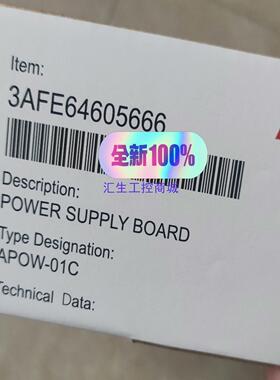 Item:
3AFE64605666
全新100%
汇生工控商城
Description:
POWER SUPPLY BOARD
Type Designation:
APOW-01C
Technical Data: